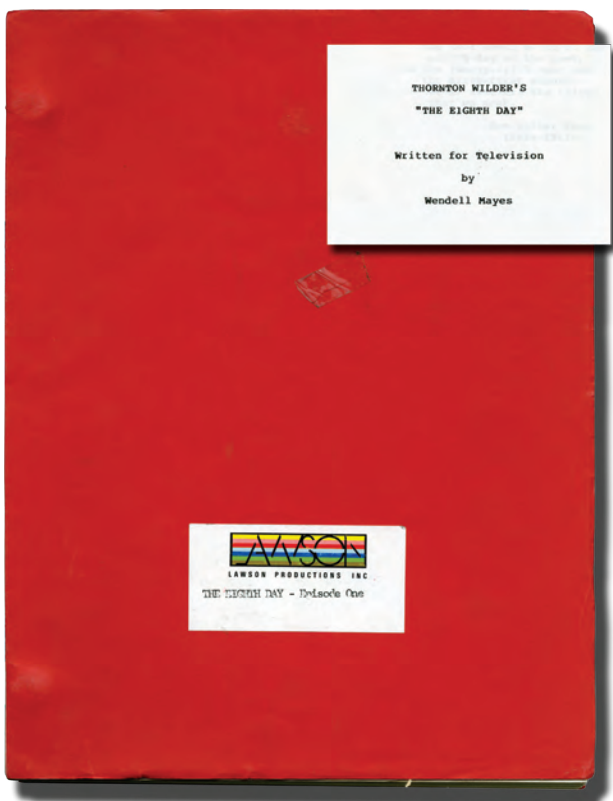 THORNTON WILDER'S
"THE EIGHTH DAY"
Written for Television
by
Wendell Mayes
LAWSON
LAWSON PRODUCTIONS INC
THE EIGHTH DAY - Episode One